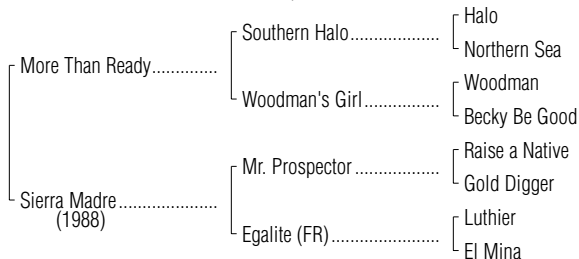 Halo
Southern Halo
Northern Sea
More Than Ready
Woodman
Woodman's Girl
Becky Be Good
Raise a Native
Mr. Prospector
Gold Digger
Sierra Madre
(1988)
Luthier
Egalite (FR)
El Mina